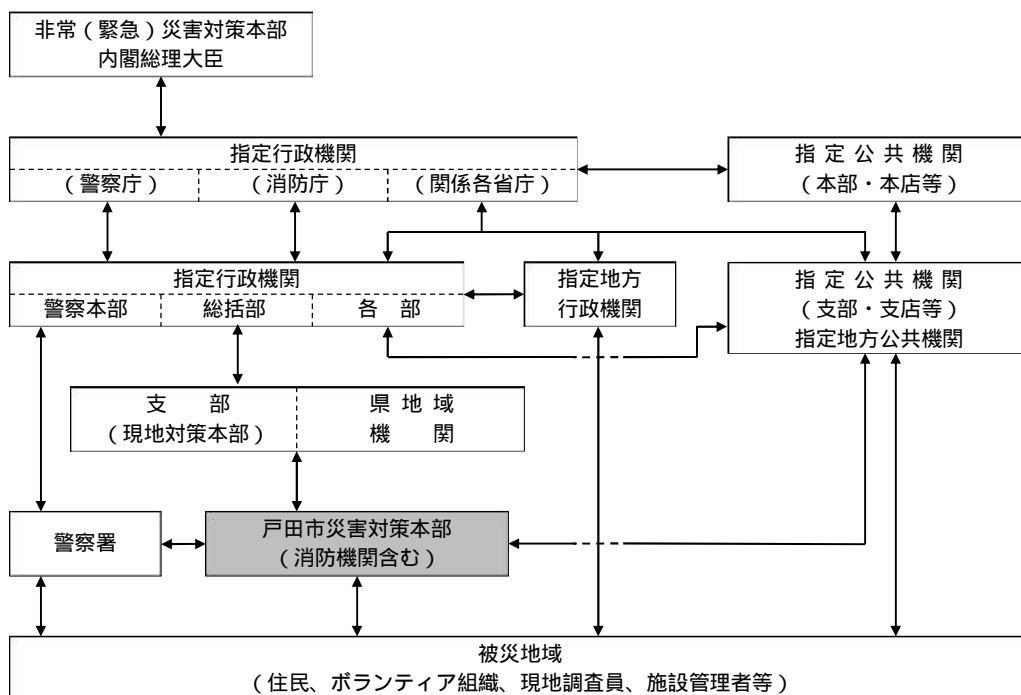 非常（緊急）災害対策本部
内閣総理大臣
指定行政機関
（警察庁） （消防庁） （関係各省庁）
指定公共機関
（本部・本店等）
指定行政機関
警察本部 総括部 各部
指定地方
行政機関
指定公共機関
（支部・支店等）
指定地方公共機関
支部
（現地対策本部）
県地域
機関
警察署
戸田市災害対策本部
（消防機関含む）
被災地域
（住民、ボランティア組織、現地調査員、施設管理者等）